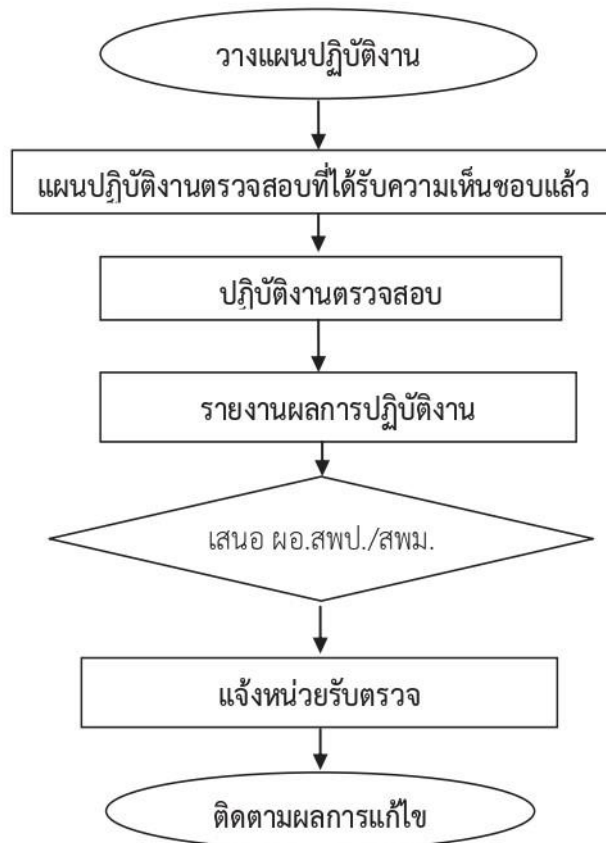 วางแผนปฏิบัติงาน
แผนปฏิบัติงานตรวจสอบที่ได้รับความเห็นชอบแล้ว
ปฏิบัติงานตรวจสอบ
รายงานผลการปฏิบัติงาน
เสนอ ผอ.สพป./สพม.
แจ้งหน่วยรับตรวจ
ติดตามผลการแก้ไข